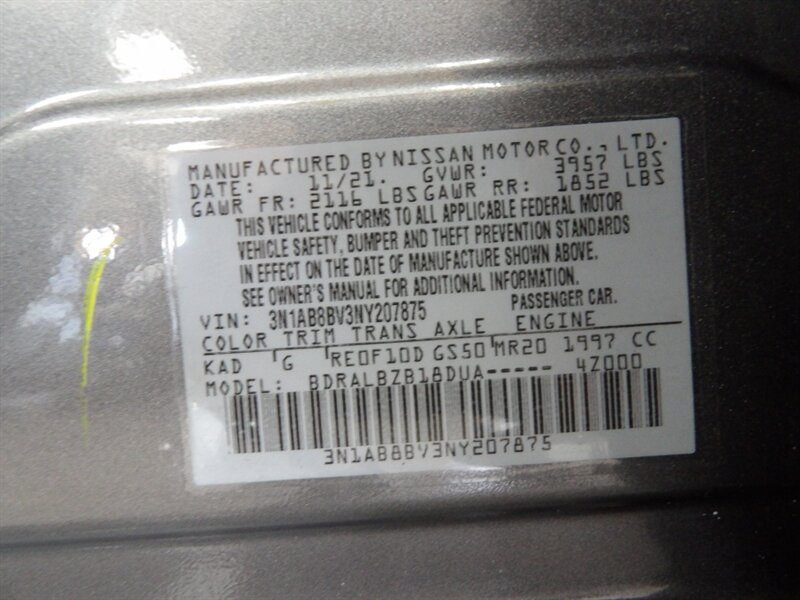 MANUFACTURED BY NISSAN MOTOR CO., LTD.
DATE: 11/21. GVWR: 3957 LBS
GAWR FR: 2116 LBS GAWR RR: 1852 LBS
THIS VEHICLE CONFORMS TO ALL APPLICABLE FEDERAL MOTOR
VEHICLE SAFETY, BUMPER AND THEFT PREVENTION STANDARDS
IN EFFECT ON THE DATE OF MANUFACTURE SHOWN ABOVE.
SEE OWNER'S MANUAL FOR ADDITIONAL INFORMATION.
VIN: 3N1AB8BV3NY207875 PASSENGER CAR.
COLOR TRIM TRANS AXLE ENGINE
KAD G RE0F10D GS50 MR20 1997 CC
MODEL: BDRALBZB18DUA----- 4Z000
3N1AB8BV3NY207875